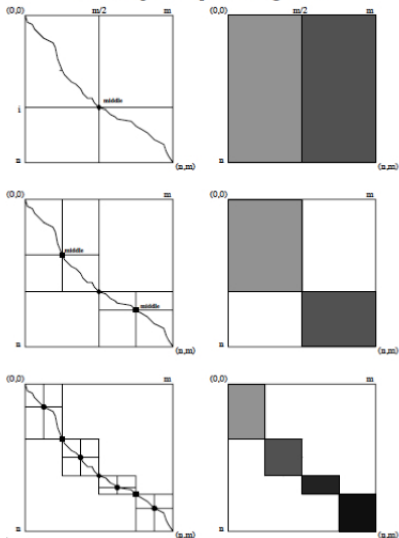 (0,0) m/2 m
i
middle
n
(n,m)
(0,0) m/2 m
n
(n,m)
(0,0) m
middle
middle
n
(n,m)
(0,0) m
n
(n,m)
(0,0) m
n
(n,m)
(0,0) m
n
(n,m)